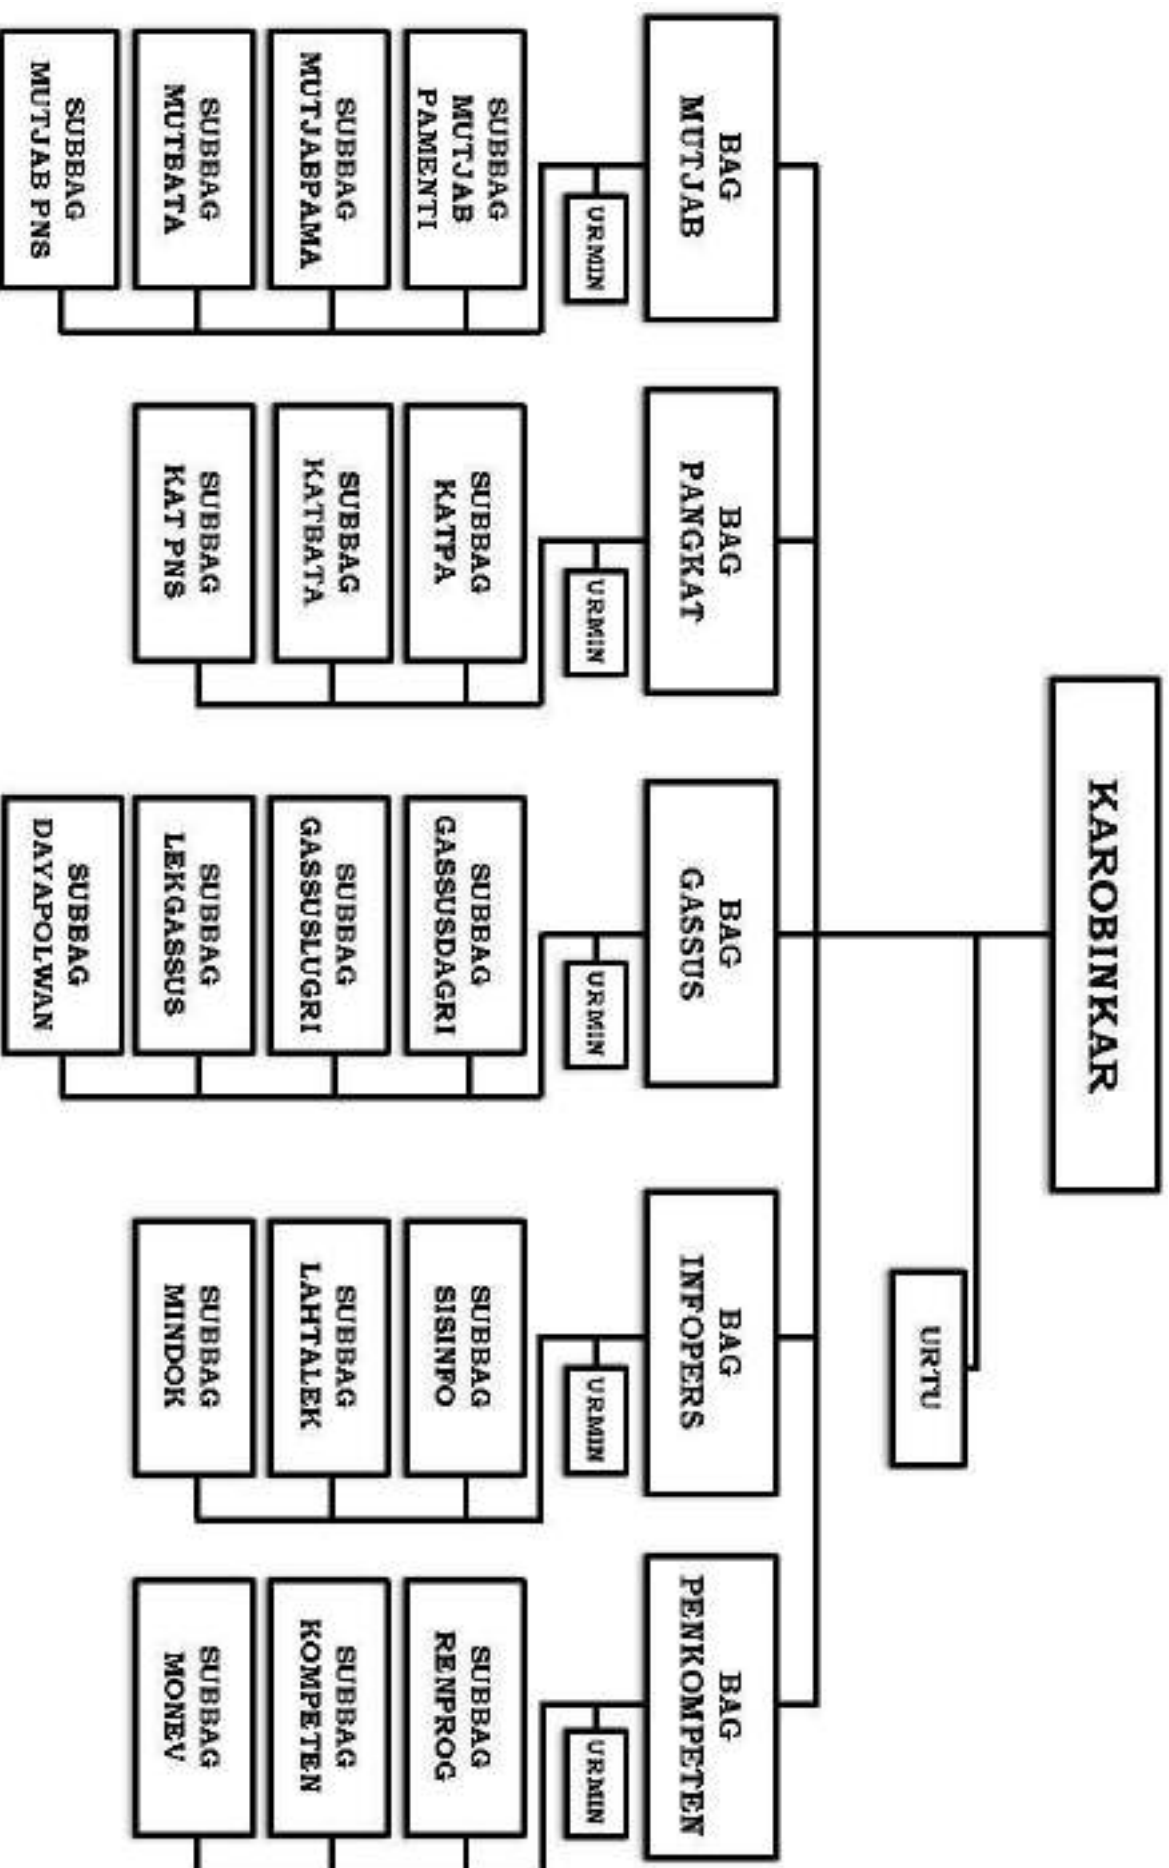 KAROBINKAR
URTU
BAG
MUTJAB
URMIN
SUBBAG
MUTJAB
PAMENTI
SUBBAG
MUTJABPAMA
SUBBAG
MUTBATA
SUBBAG
MUTJAB PNS
BAG
PANGKAT
URMIN
SUBBAG
KATPA
SUBBAG
KATBATA
SUBBAG
KAT PNS
BAG
GASSUS
URMIN
SUBBAG
GASSUSDAGRI
SUBBAG
GASSUSLUGRI
SUBBAG
LEKGASSUS
SUBBAG
DAYAPOLWAN
BAG
INFOPERS
URMIN
SUBBAG
SISINFO
SUBBAG
LAHTALEK
SUBBAG
MINDOK
BAG
PENKOMPETEN
URMIN
SUBBAG
RENPROG
SUBBAG
KOMPETEN
SUBBAG
MONEV